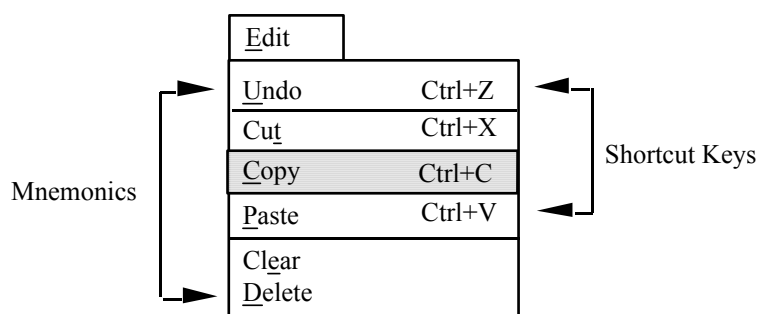 Edit
Undo Ctrl+Z
Cut Ctrl+X
Copy Ctrl+C
Paste Ctrl+V
Clear
Delete
Mnemonics
Shortcut Keys